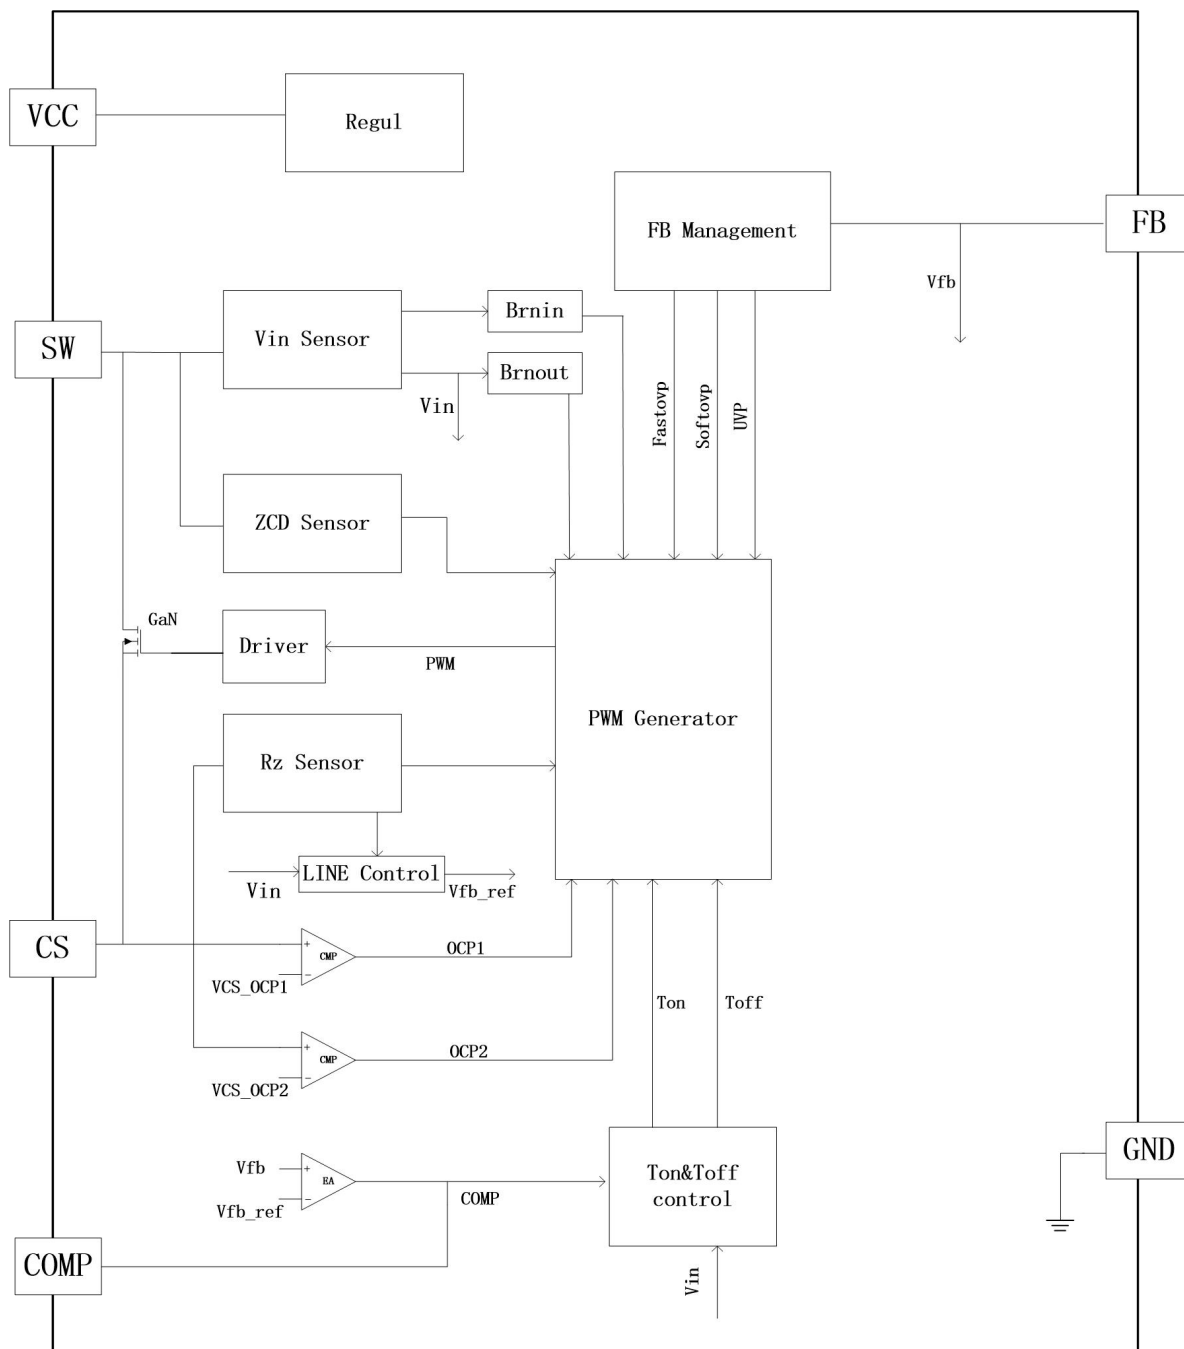 VCC
Regul
FB Management
FB
Vfb
SW
Vin Sensor
Brnin
Brnout
Vin
Fastovp
Softovp
UVP
ZCD Sensor
GaN
Driver
PWM
PWM Generator
Rz Sensor
LINE Control
Vin
Vfb_ref
CS
+
CMP
-
OCP1
VCS_OCP1
Ton
Toff
+
CMP
-
OCP2
VCS_OCP2
GND
Vfb
+
EA
-
Vfb_ref
COMP
Ton&Toff
control
COMP
Vin